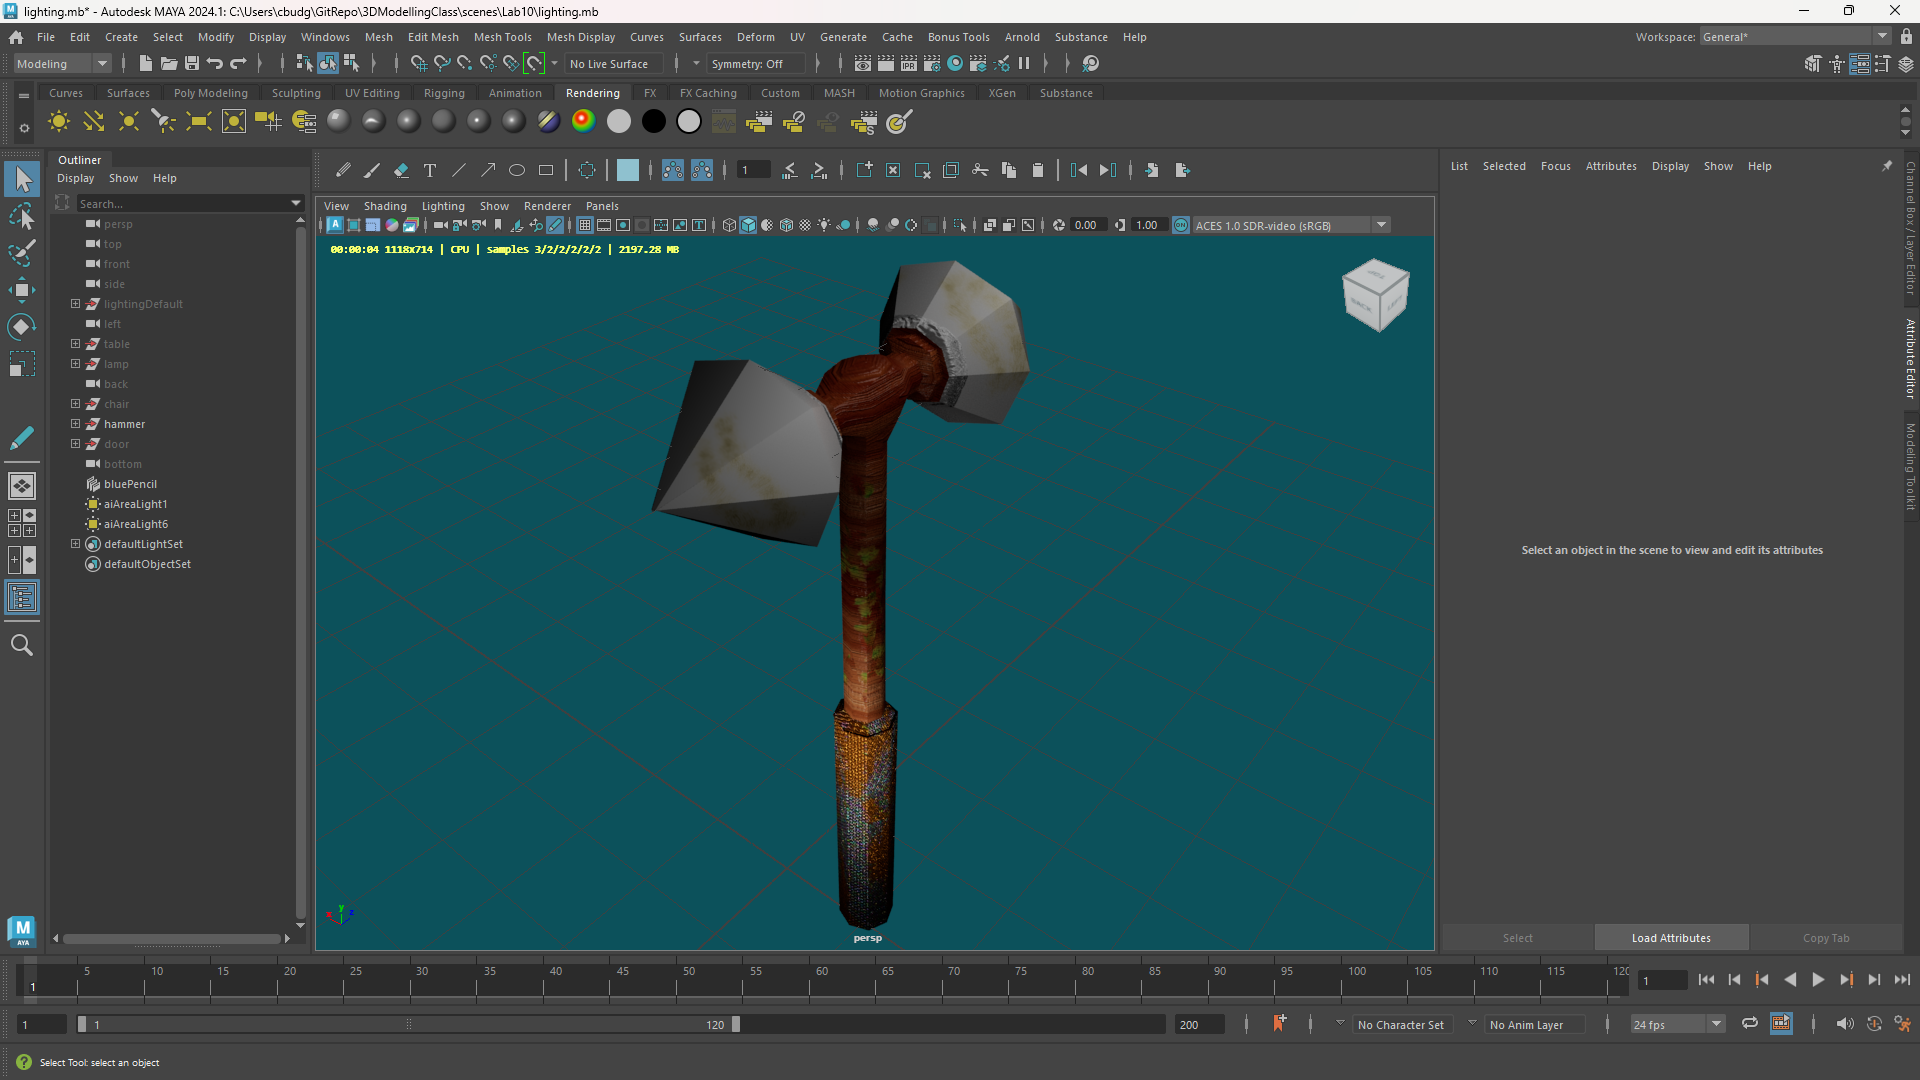 lighting.mb* - Autodesk MAYA 2024.1: C:\Users\cbudg\GitRepo\3DModellingClass\scenes\Lab10\lighting.mb
File Edit Create Select Modify Display Windows Mesh Edit Mesh Mesh Tools Mesh Display Curves Surfaces Deform UV Generate Cache Bonus Tools Arnold Substance Help Workspace: General*
Modeling No Live Surface Symmetry: Off
Curves Surfaces Poly Modeling Sculpting UV Editing Rigging Animation Rendering FX FX Caching Custom MASH Motion Graphics XGen Substance
Outliner
Display Show Help
Search...
persp
top
front
side
lightingDefault
left
table
lamp
back
chair
hammer
door
bottom
bluePencil
aiAreaLight1
aiAreaLight6
defaultLightSet
defaultObjectSet
1
View Shading Lighting Show Renderer Panels
0.00 1.00 ON ACES 1.0 SDR-video (sRGB)
00:00:04 1118x714 | CPU | samples 3/2/2/2/2/2 | 2197.28 MB
persp
List Selected Focus Attributes Display Show Help
Select an object in the scene to view and edit its attributes
Select Load Attributes Copy Tab
Channel Box / Layer Editor
Attribute Editor
Modeling Toolkit
5 10 15 20 25 30 35 40 45 50 55 60 65 70 75 80 85 90 95 100 105 110 115 120
1 1
1 1 120 200 No Character Set No Anim Layer 24 fps
Select Tool: select an object